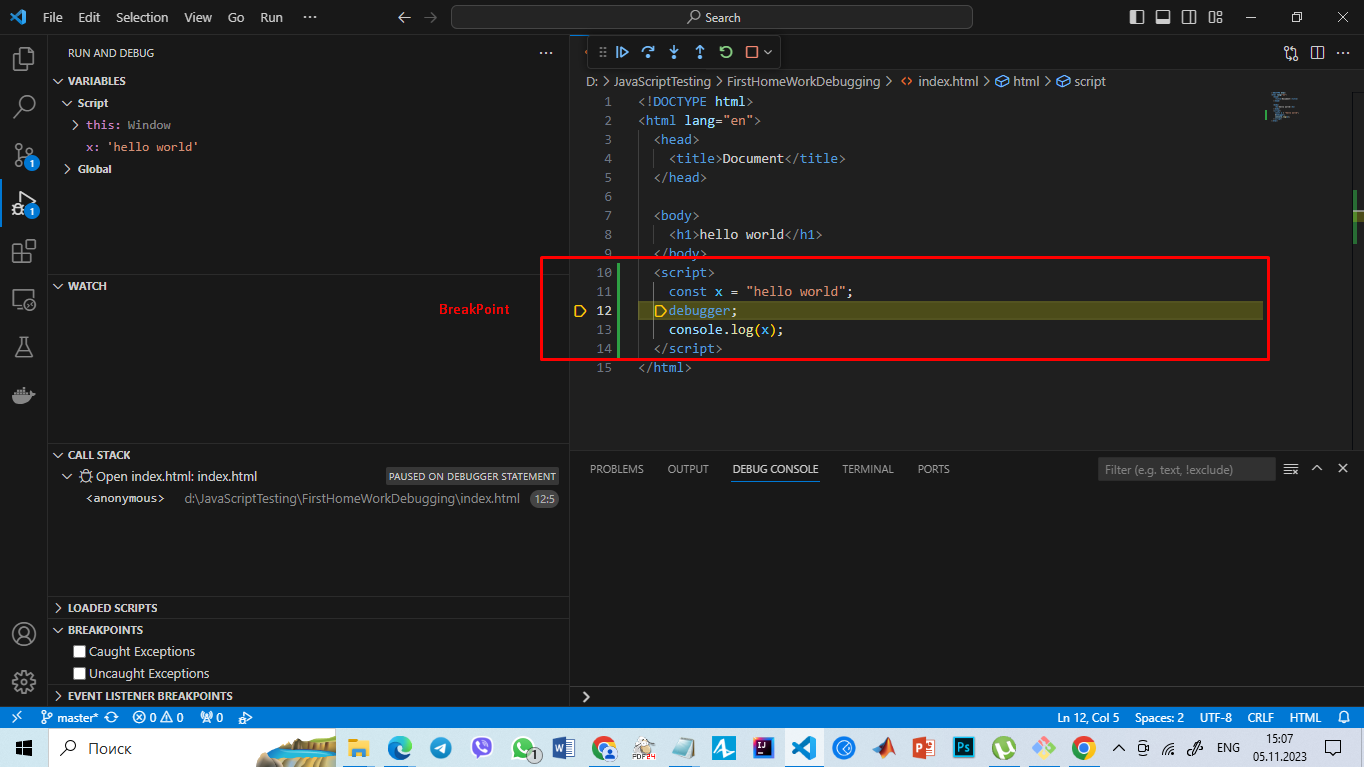 File Edit Selection View Go Run ···
Search
RUN AND DEBUG
VARIABLES
Script
this: Window
x: 'hello world'
Global
WATCH
BreakPoint
CALL STACK
Open index.html: index.html PAUSED ON DEBUGGER STATEMENT
<anonymous> d:\JavaScriptTesting\FirstHomeWorkDebugging\index.html 12:5
LOADED SCRIPTS
BREAKPOINTS
Caught Exceptions
Uncaught Exceptions
EVENT LISTENER BREAKPOINTS
D: > JavaScriptTesting > FirstHomeWorkDebugging > index.html > html > script
1 <!DOCTYPE html>
2 <html lang="en">
3 <head>
4 <title>Document</title>
5 </head>
6
7 <body>
8 <h1>hello world</h1>
9 </body>
10 <script>
11 const x = "hello world";
12 debugger;
13 console.log(x);
14 </script>
15 </html>
PROBLEMS OUTPUT DEBUG CONSOLE TERMINAL PORTS
Filter (e.g. text, !exclude)
1
1
master* 0 0 0
Ln 12, Col 5 Spaces: 2 UTF-8 CRLF HTML
Поиск
1
PDF24
ENG
15:07
05.11.2023